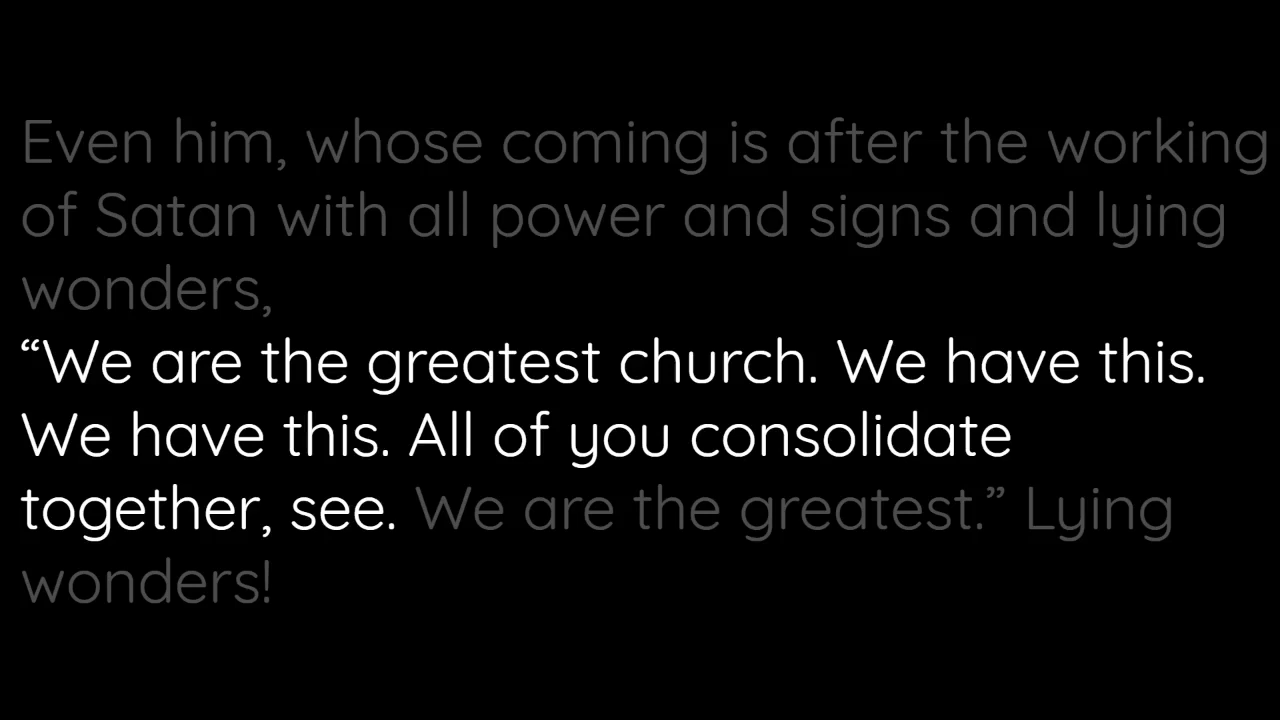 Even him, whose coming is after the working
of Satan with all power and signs and lying
wonders,
“We are the greatest church. We have this.
We have this. All of you consolidate
together, see. We are the greatest.” Lying
wonders!